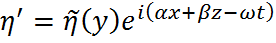 η′ = η̃(y)e^{i(αx+βz−ωt)}